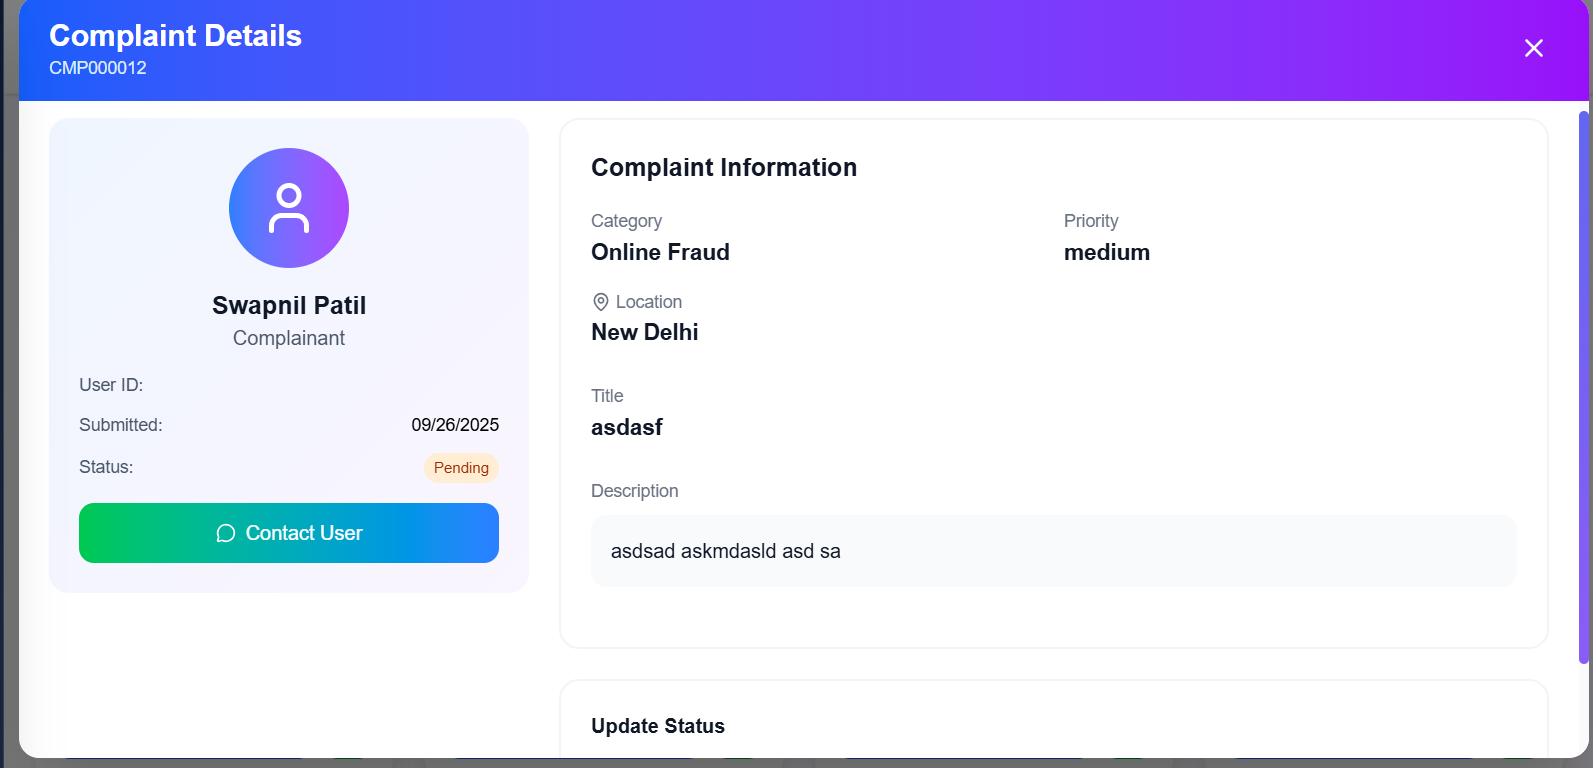 Complaint Details
CMP000012
Swapnil Patil
Complainant
User ID:
Submitted: 09/26/2025
Status: Pending
Contact User
Complaint Information
Category
Online Fraud
Priority
medium
Location
New Delhi
Title
asdasf
Description
asdsad askmdasld asd sa
Update Status